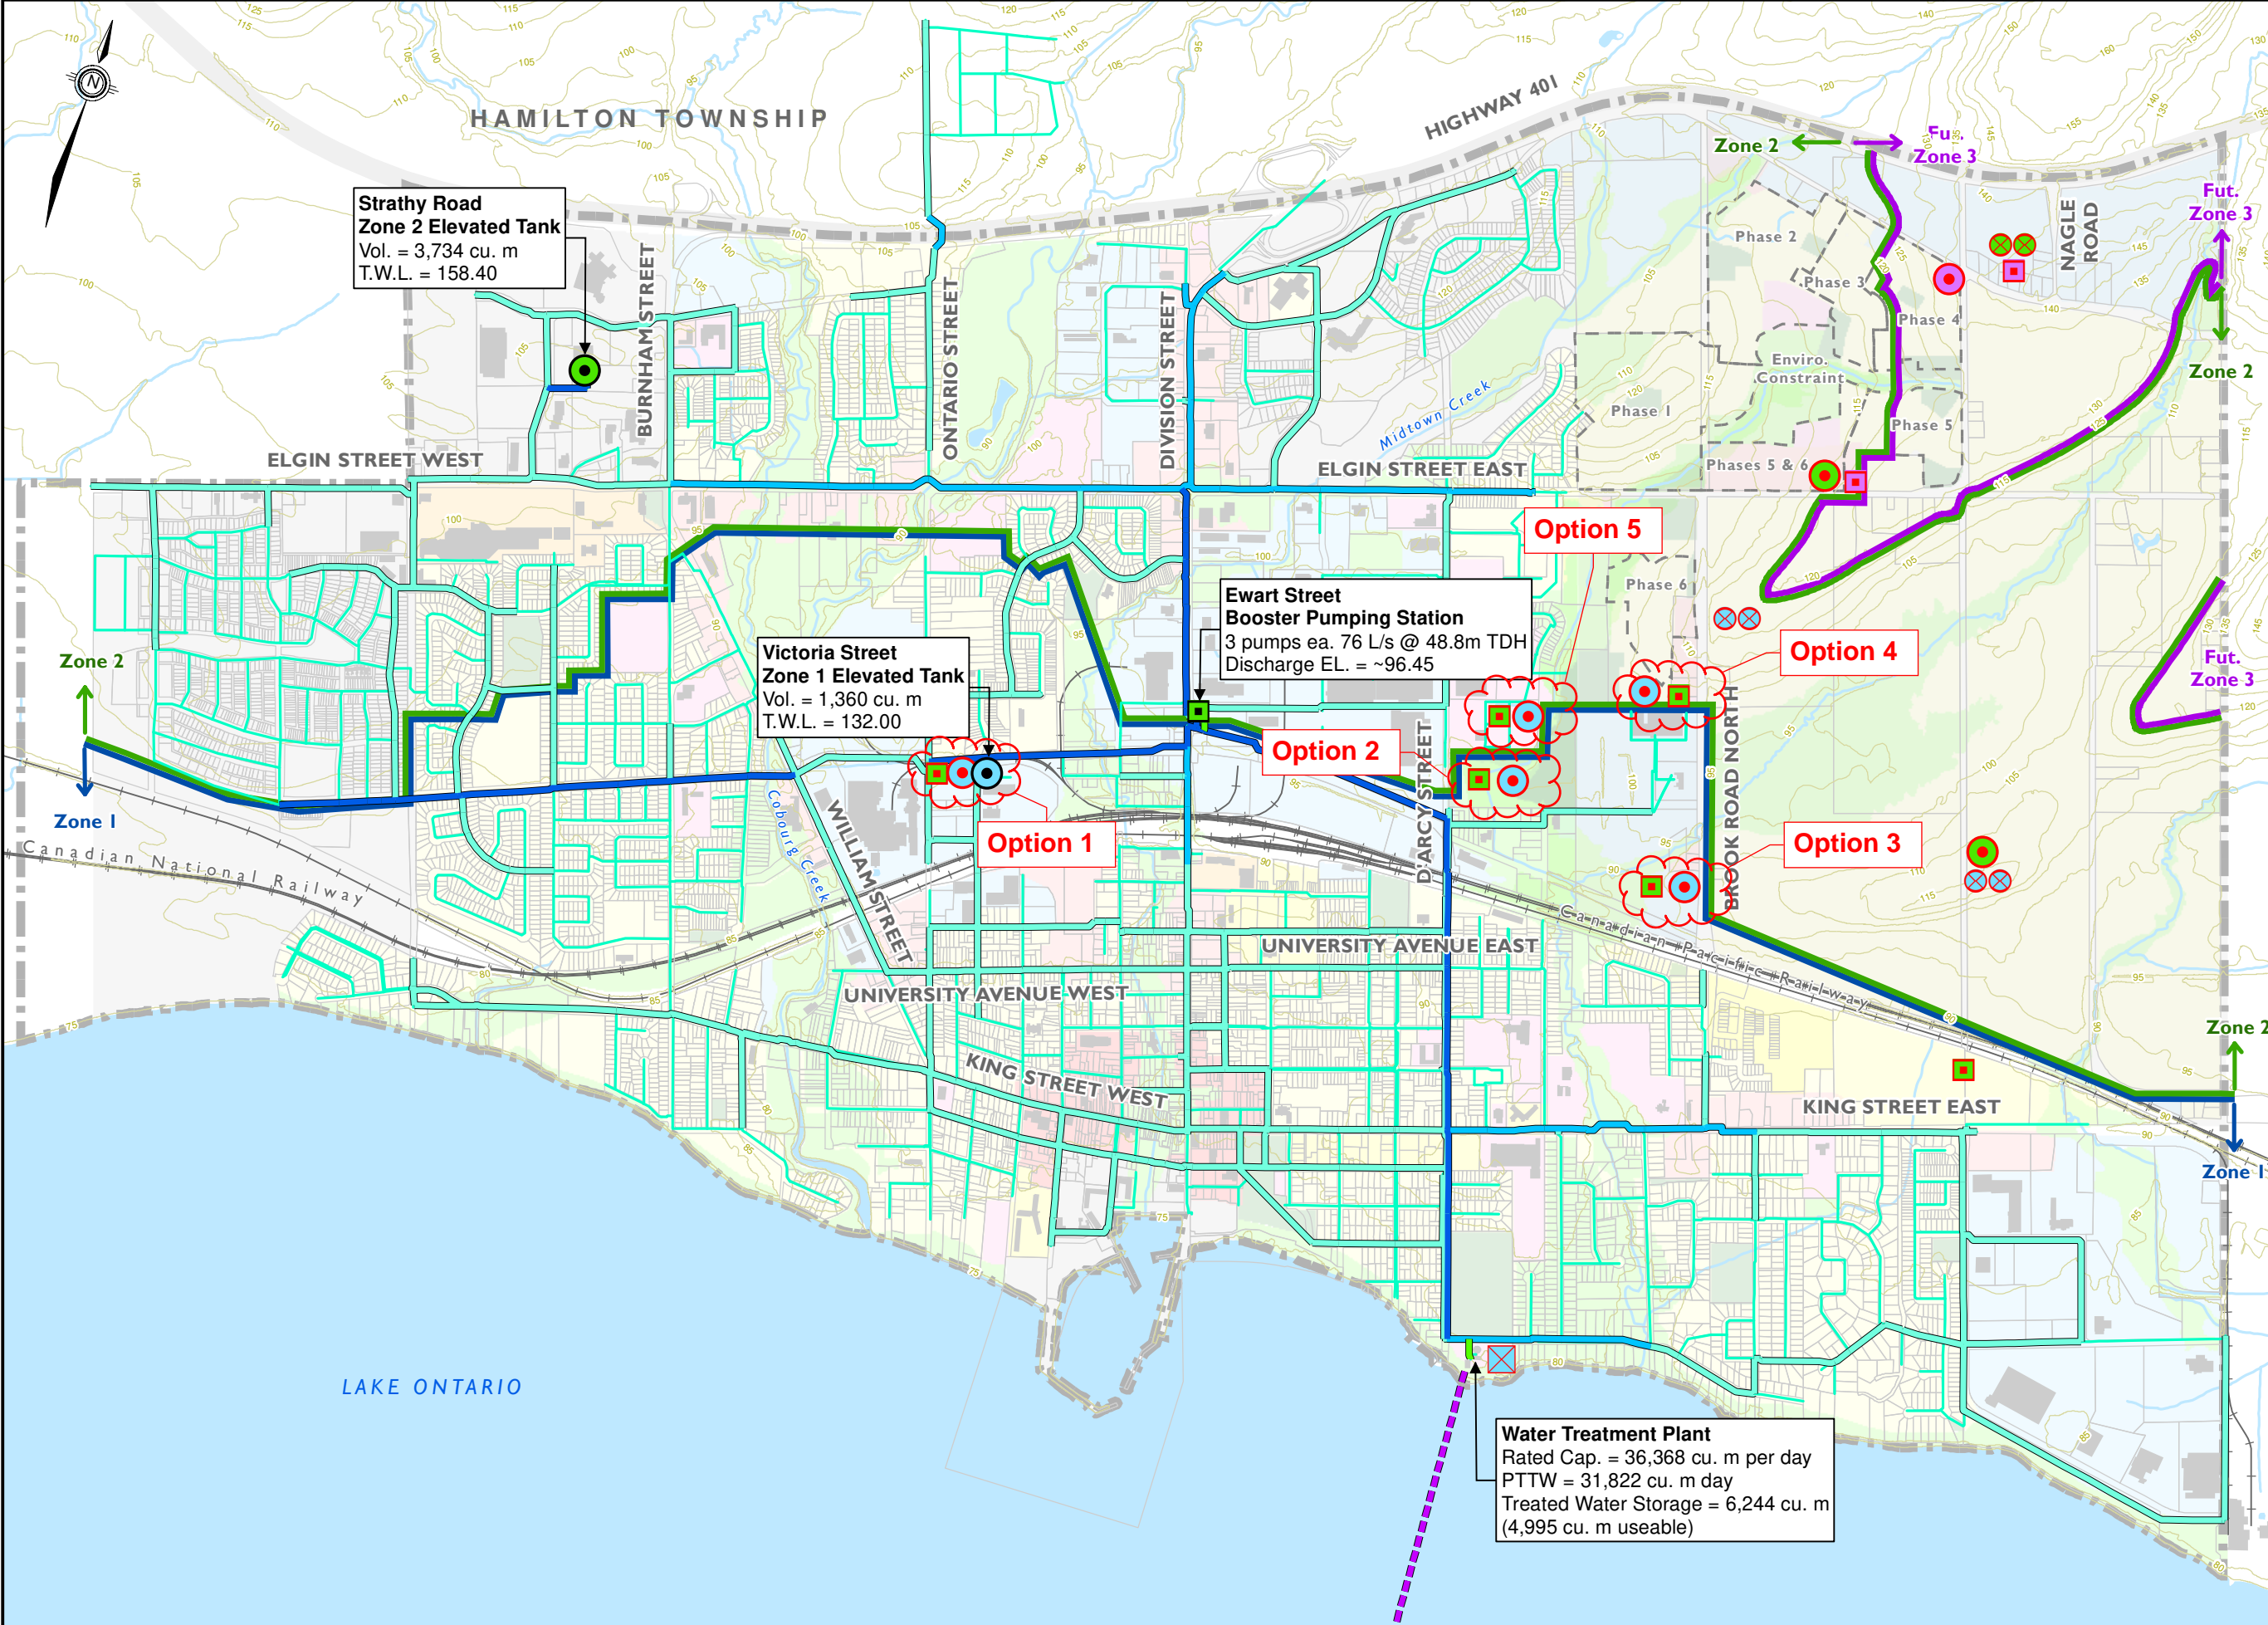 N
HAMILTON TOWNSHIP
HIGHWAY 401
Zone 2
Fu..
Zone 3
NAGLE
ROAD
Fut.
Zone 3
Zone 2
Strathy Road
Zone 2 Elevated Tank
Vol. = 3,734 cu. m
T.W.L. = 158.40
BURNHAM STREET
ONTARIO STREET
DIVISION STREET
Phase 2
Phase 3
Phase 4
Enviro.
Constraint
Phase 1
Phase 5
Phases 5 & 6
Midtown Creek
ELGIN STREET WEST
ELGIN STREET EAST
Option 5
Phase 6
Ewart Street
Booster Pumping Station
3 pumps ea. 76 L/s @ 48.8m TDH
Discharge EL. = ~96.45
Victoria Street
Zone 1 Elevated Tank
Vol. = 1,360 cu. m
T.W.L. = 132.00
Option 4
Fut.
Zone 3
Zone 2
Zone 1
Option 2
Option 1
Option 3
D'ARCY STREET
BROOK ROAD NORTH
Cobourg Creek
WILLIAM STREET
Canadian National Railway
Canadian Pacific Railway
UNIVERSITY AVENUE EAST
UNIVERSITY AVENUE WEST
KING STREET WEST
KING STREET EAST
Zone 2
Zone 1
LAKE ONTARIO
Water Treatment Plant
Rated Cap. = 36,368 cu. m per day
PTTW = 31,822 cu. m day
Treated Water Storage = 6,244 cu. m
(4,995 cu. m useable)